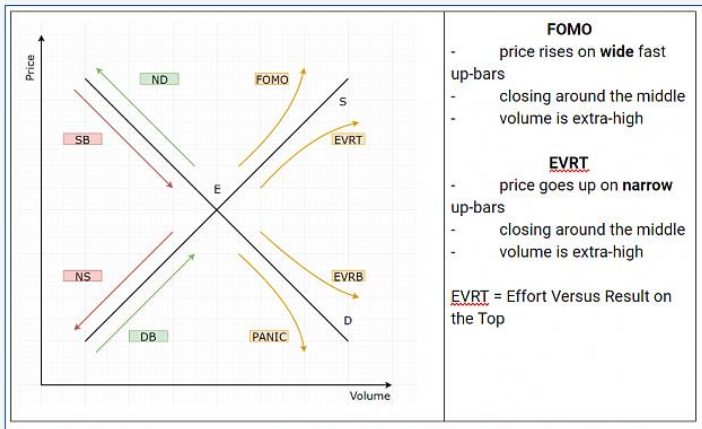 Price
ND
FOMO
S
SB
EVRT
E
NS
EVRB
D
DB
PANIC
Volume
FOMO
- price rises on wide fast
up-bars
- closing around the middle
- volume is extra-high
EVRT
- price goes up on narrow
up-bars
- closing around the middle
- volume is extra-high
EVRT = Effort Versus Result on
the Top